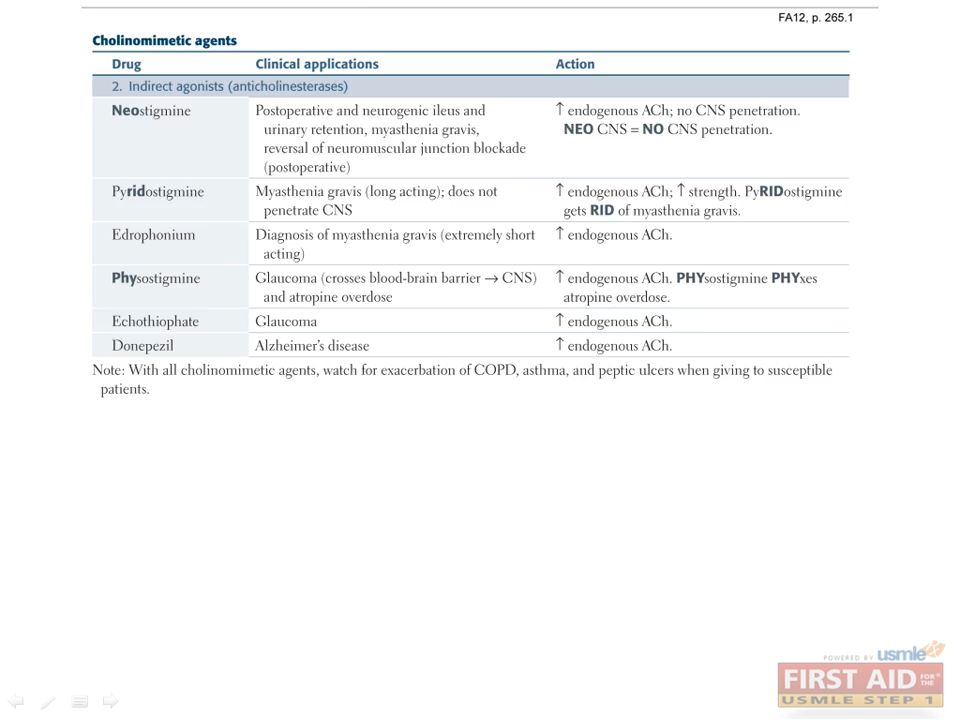 FA12, p. 265.1
Cholinomimetic agents
Drug Clinical applications Action
2. Indirect agonists (anticholinesterases)
Neostigmine Postoperative and neurogenic ileus and ↑ endogenous ACh; no CNS penetration.
urinary retention, myasthenia gravis, NEO CNS = NO CNS penetration.
reversal of neuromuscular junction blockade
(postoperative)
Pyridostigmine Myasthenia gravis (long acting); does not ↑ endogenous ACh; ↑ strength. PyRIDostigmine
penetrate CNS gets RID of myasthenia gravis.
Edrophonium Diagnosis of myasthenia gravis (extremely short ↑ endogenous ACh.
acting)
Physostigmine Glaucoma (crosses blood-brain barrier → CNS) ↑ endogenous ACh. PHYsostigmine PHYxes
and atropine overdose atropine overdose.
Echothiophate Glaucoma ↑ endogenous ACh.
Donepezil Alzheimer's disease ↑ endogenous ACh.
Note: With all cholinomimetic agents, watch for exacerbation of COPD, asthma, and peptic ulcers when giving to susceptible
patients.
POWERED BY usmle
FIRST AID FOR THE®
USMLE STEP 1